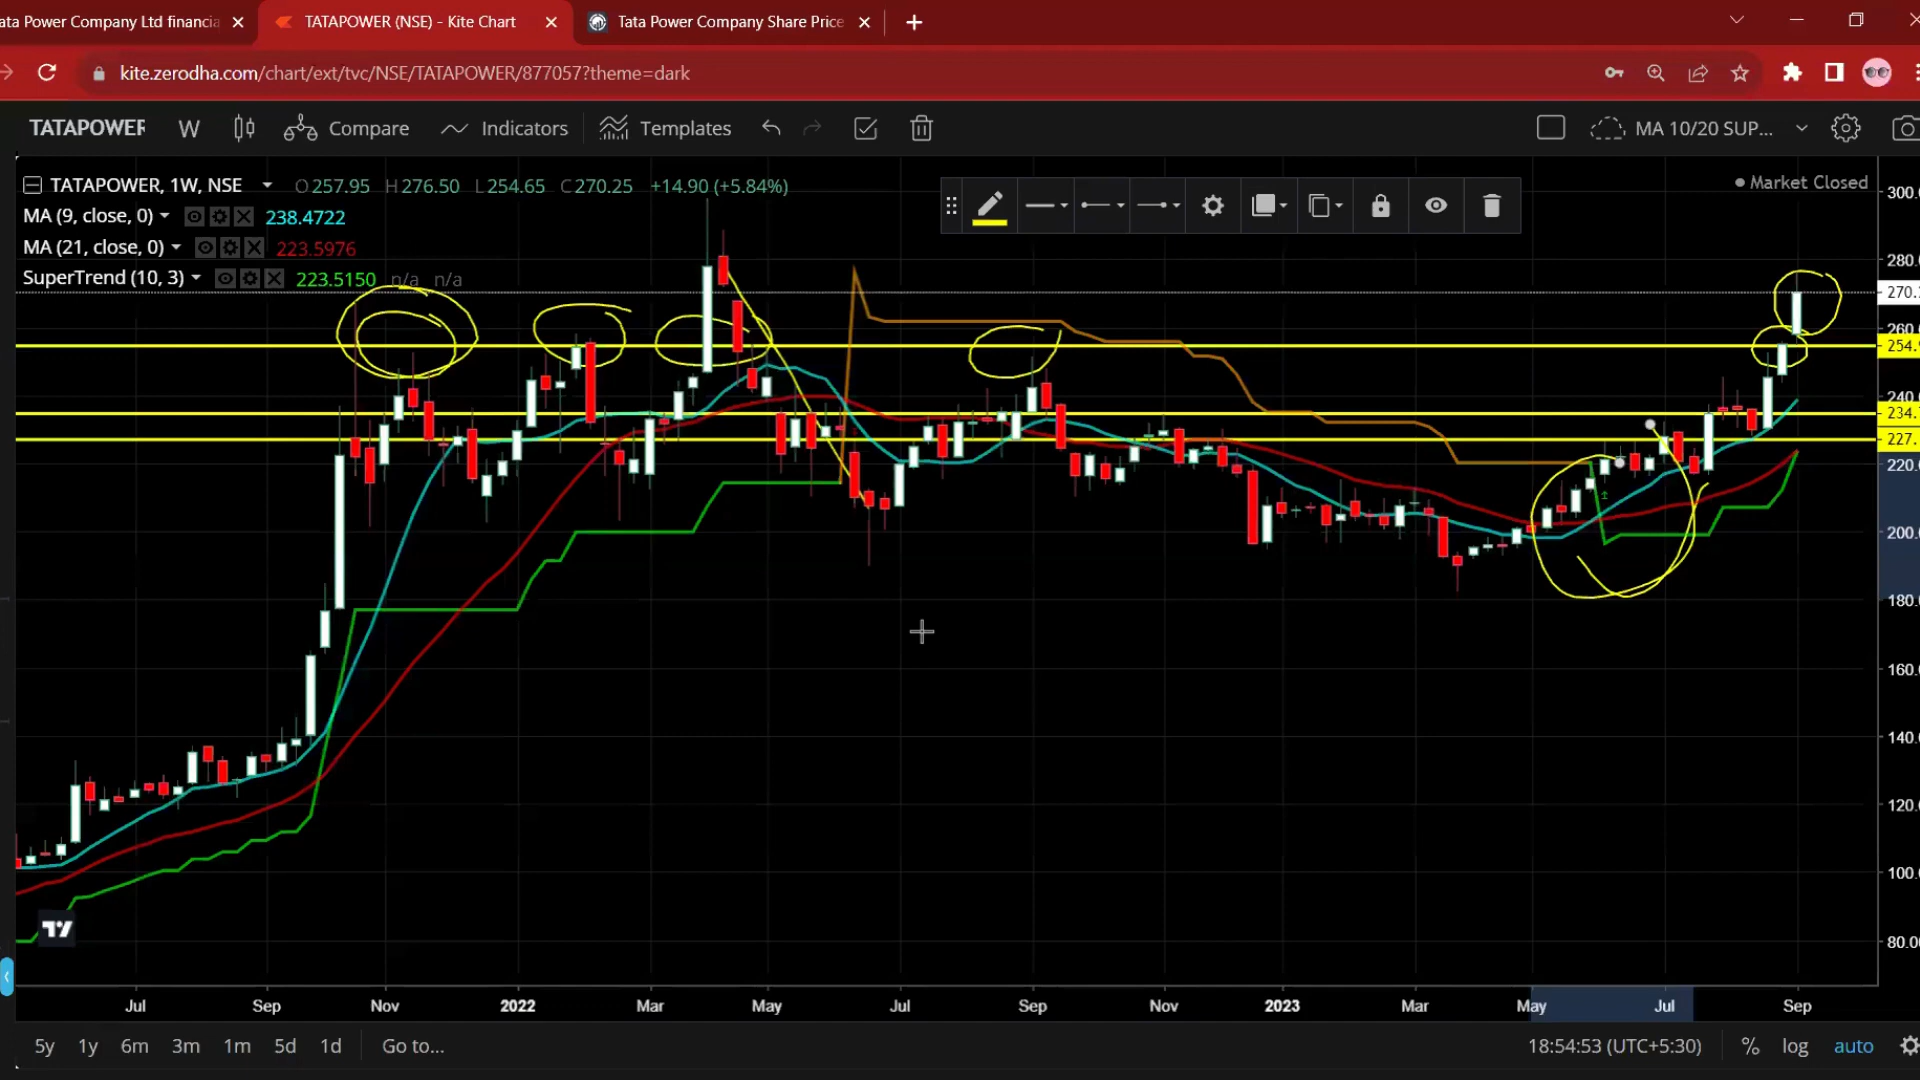 ata Power Company Ltd financia
TATAPOWER (NSE) - Kite Chart
Tata Power Company Share Price
kite.zerodha.com/chart/ext/tvc/NSE/TATAPOWER/877057?theme=dark
TATAPOWER W Compare Indicators Templates MA 10/20 SUP...
TATAPOWER, 1W, NSE O257.95 H276.50 L254.65 C270.25 +14.90 (+5.84%)
Market Closed
MA (9, close, 0) 238.4722
MA (21, close, 0) 223.5976
SuperTrend (10, 3) 223.5150 n/a n/a
300.
280.
270.
260.
254.
240.
234.
227.
220.
200.
180.
160.
140.
120.
100.
80.0
Jul Sep Nov 2022 Mar May Jul Sep Nov 2023 Mar May Jul Sep
5y 1y 6m 3m 1m 5d 1d Go to... 18:54:53 (UTC+5:30) % log auto